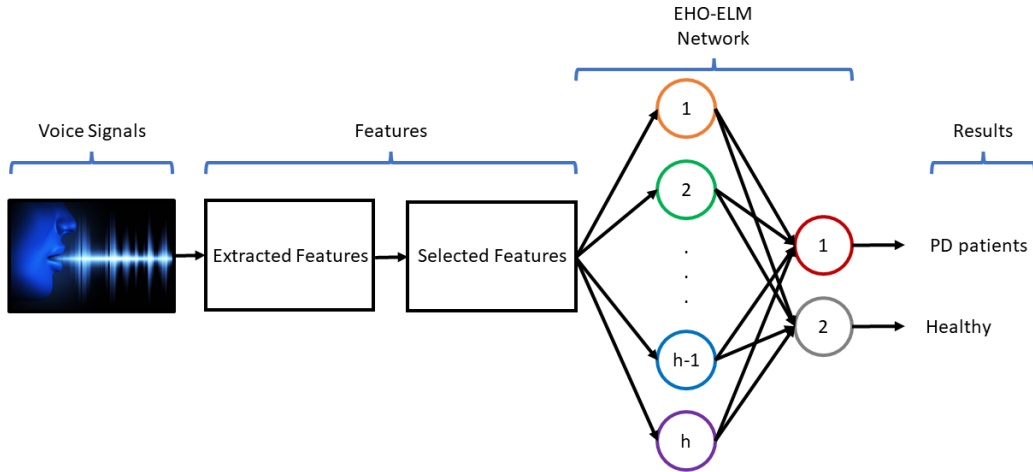 EHO-ELM
Network
Voice Signals
Features
Results
Extracted Features
Selected Features
1
2
.
.
.
h-1
h
1
2
PD patients
Healthy